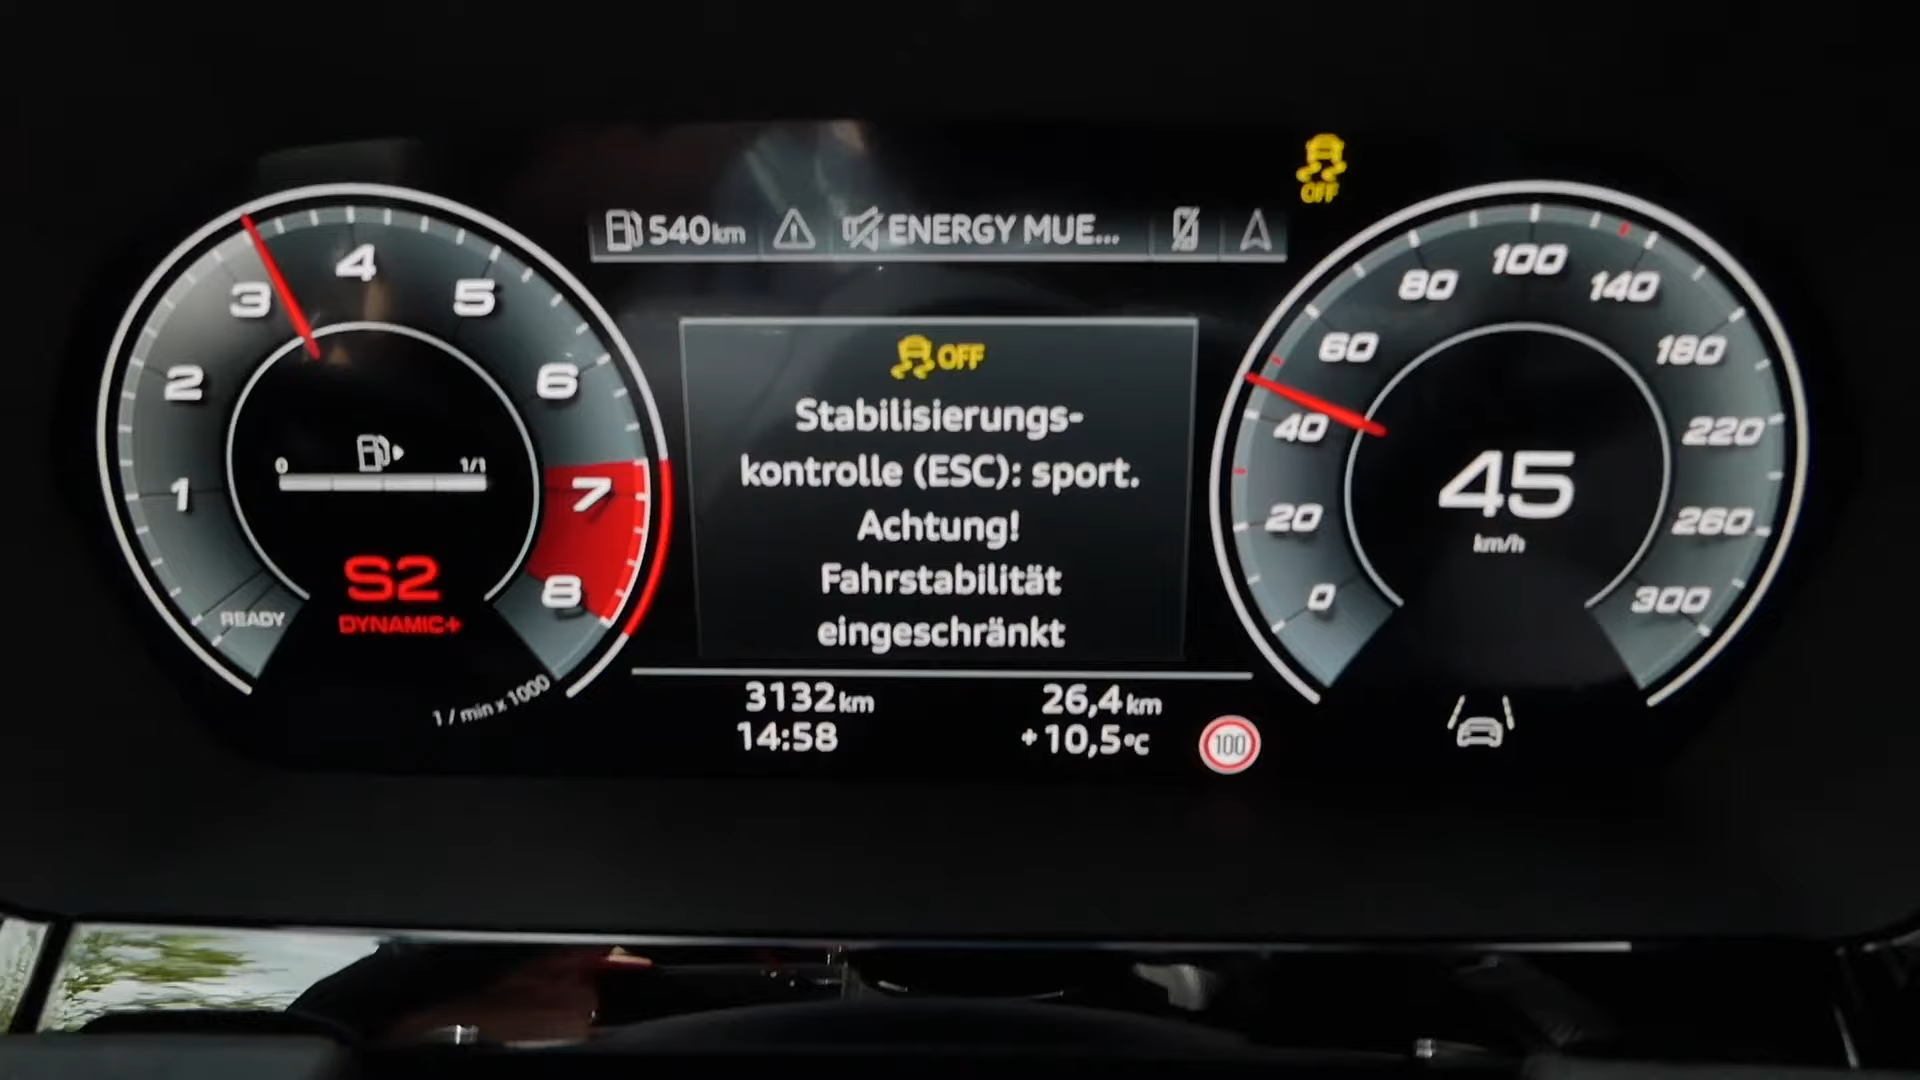 OFF
540km
ENERGY MUE...
1
2
3
4
5
6
7
8
READY
0
1/1
S2
DYNAMIC+
1 / min x 1000
OFF
Stabilisierungs-
kontrolle (ESC): sport.
Achtung!
Fahrstabilität
eingeschränkt
3132km
26,4km
14:58
+10,5°C
100
0
20
40
60
80
100
140
180
220
260
300
45
km/h